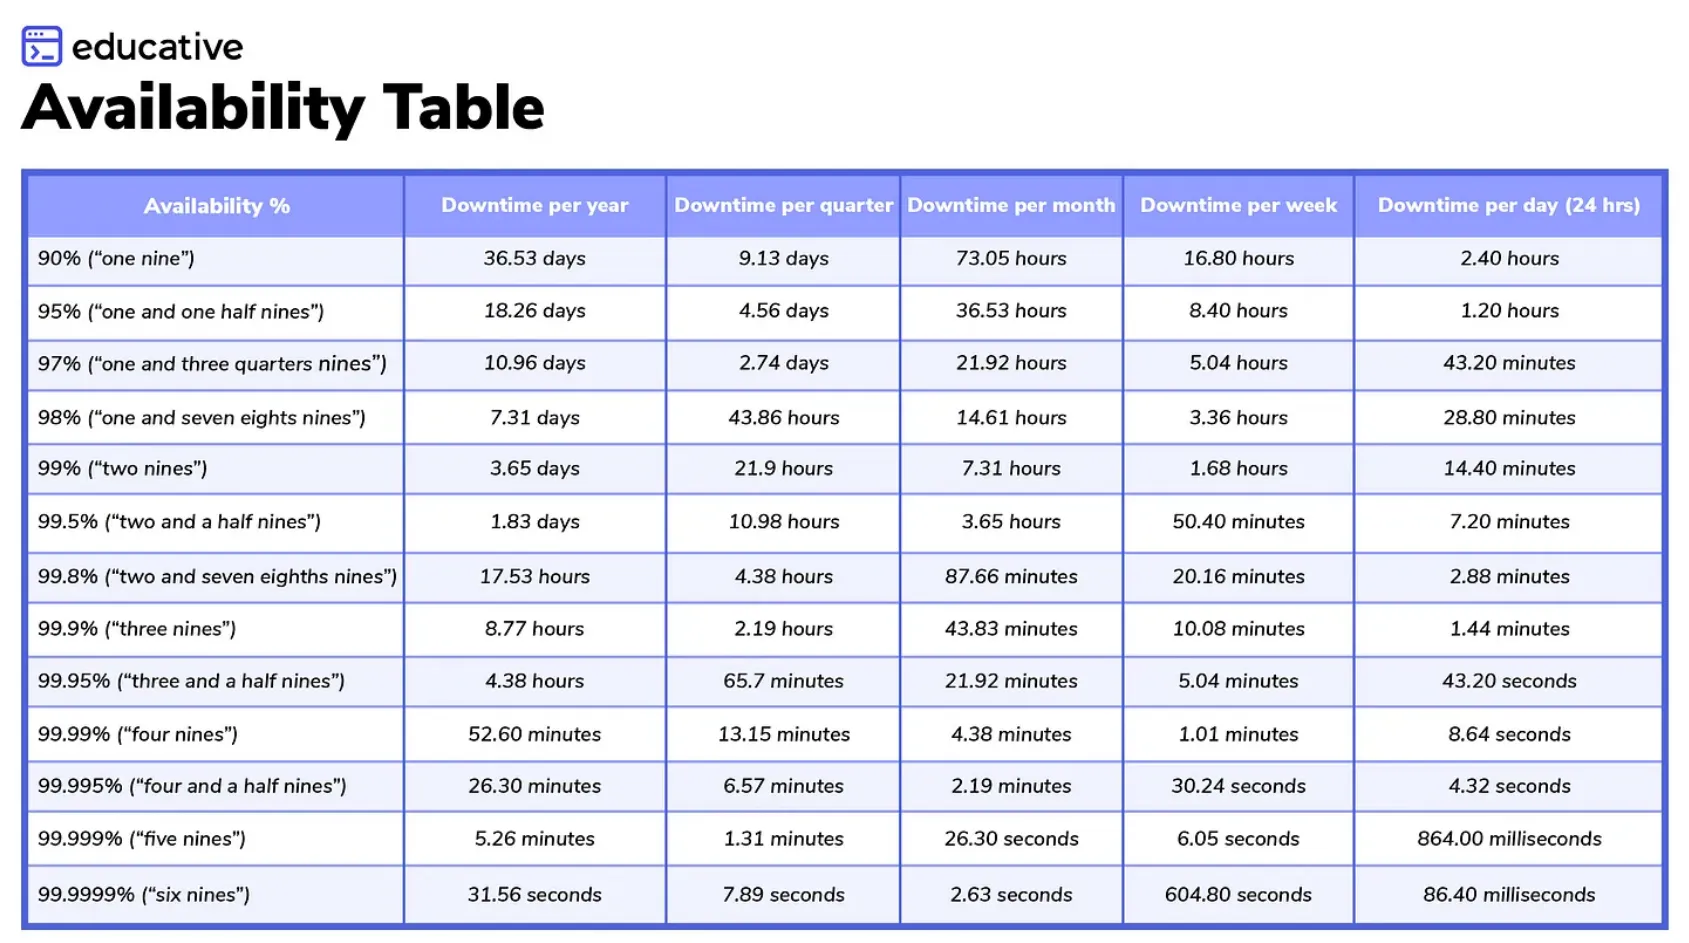 educative
Availability Table
Availability % Downtime per year Downtime per quarter Downtime per month Downtime per week Downtime per day (24 hrs)
90% (“one nine”) 36.53 days 9.13 days 73.05 hours 16.80 hours 2.40 hours
95% (“one and one half nines”) 18.26 days 4.56 days 36.53 hours 8.40 hours 1.20 hours
97% (“one and three quarters nines”) 10.96 days 2.74 days 21.92 hours 5.04 hours 43.20 minutes
98% (“one and seven eights nines”) 7.31 days 43.86 hours 14.61 hours 3.36 hours 28.80 minutes
99% (“two nines”) 3.65 days 21.9 hours 7.31 hours 1.68 hours 14.40 minutes
99.5% (“two and a half nines”) 1.83 days 10.98 hours 3.65 hours 50.40 minutes 7.20 minutes
99.8% (“two and seven eighths nines”) 17.53 hours 4.38 hours 87.66 minutes 20.16 minutes 2.88 minutes
99.9% (“three nines”) 8.77 hours 2.19 hours 43.83 minutes 10.08 minutes 1.44 minutes
99.95% (“three and a half nines”) 4.38 hours 65.7 minutes 21.92 minutes 5.04 minutes 43.20 seconds
99.99% (“four nines”) 52.60 minutes 13.15 minutes 4.38 minutes 1.01 minutes 8.64 seconds
99.995% (“four and a half nines”) 26.30 minutes 6.57 minutes 2.19 minutes 30.24 seconds 4.32 seconds
99.999% (“five nines”) 5.26 minutes 1.31 minutes 26.30 seconds 6.05 seconds 864.00 milliseconds
99.9999% (“six nines”) 31.56 seconds 7.89 seconds 2.63 seconds 604.80 seconds 86.40 milliseconds